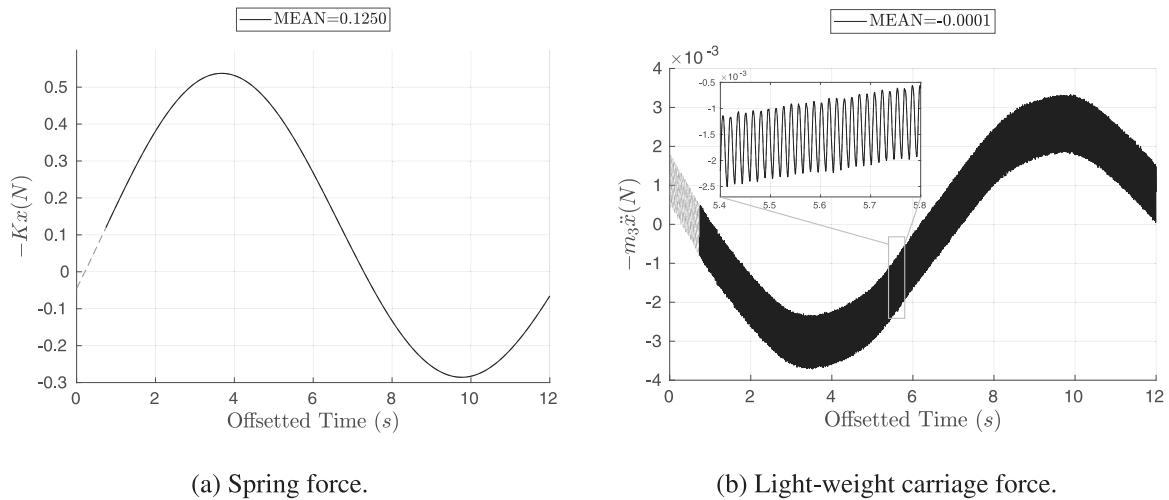 MEAN=0.1250
0.5
0.4
0.3
0.2
0.1
0
-0.1
-0.2
-0.3
−Kx(N)
0 2 4 6 8 10 12
Offsetted Time (s)
(a) Spring force.
MEAN=-0.0001
×10⁻³
4
3
2
1
0
-1
-2
-3
-4
−m₃ẍ(N)
×10⁻³
-0.5
-1
-1.5
-2
-2.5
5.4 5.5 5.6 5.7 5.8
0 2 4 6 8 10 12
Offsetted Time (s)
(b) Light-weight carriage force.